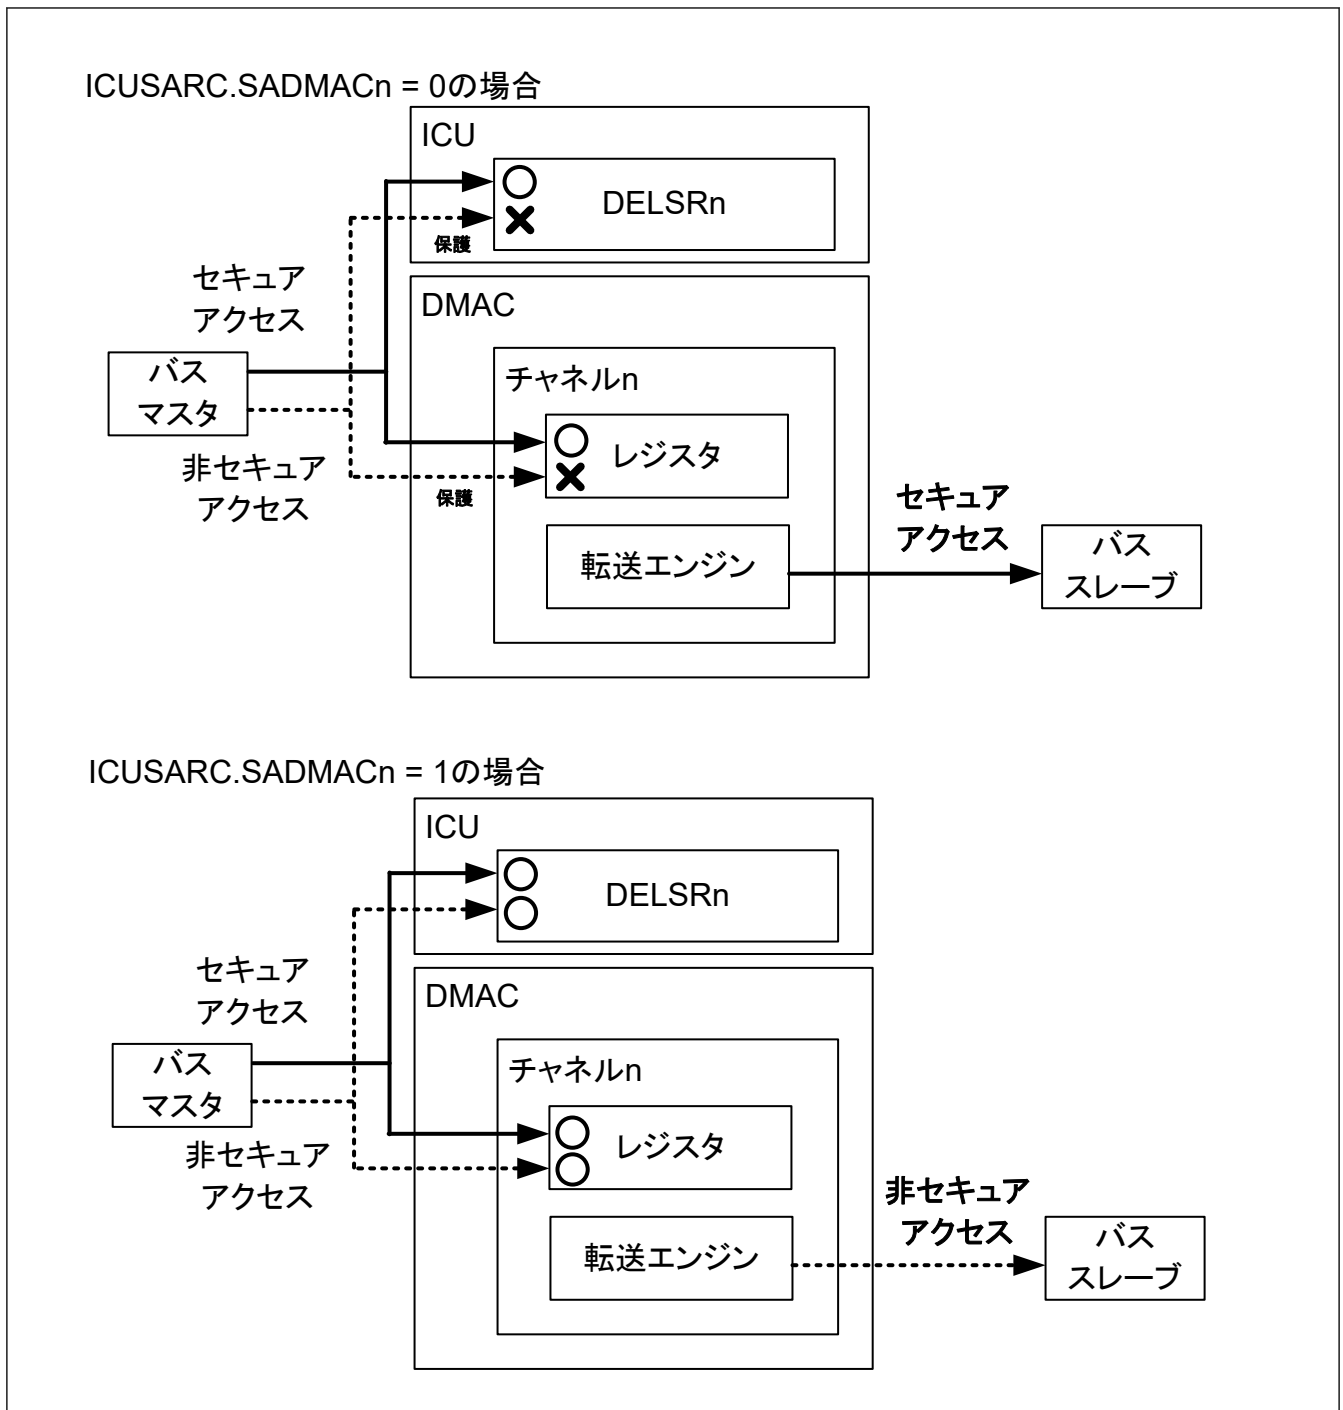 ICUSARC.SADMACn = 0の場合
ICU
DELSRn
保護
セキュア
アクセス
DMAC
チャネルn
バス
マスタ
レジスタ
非セキュア
アクセス
保護
セキュア
アクセス
転送エンジン
バス
スレーブ
ICUSARC.SADMACn = 1の場合
ICU
DELSRn
セキュア
アクセス
DMAC
チャネルn
バス
マスタ
レジスタ
非セキュア
アクセス
非セキュア
アクセス
転送エンジン
バス
スレーブ